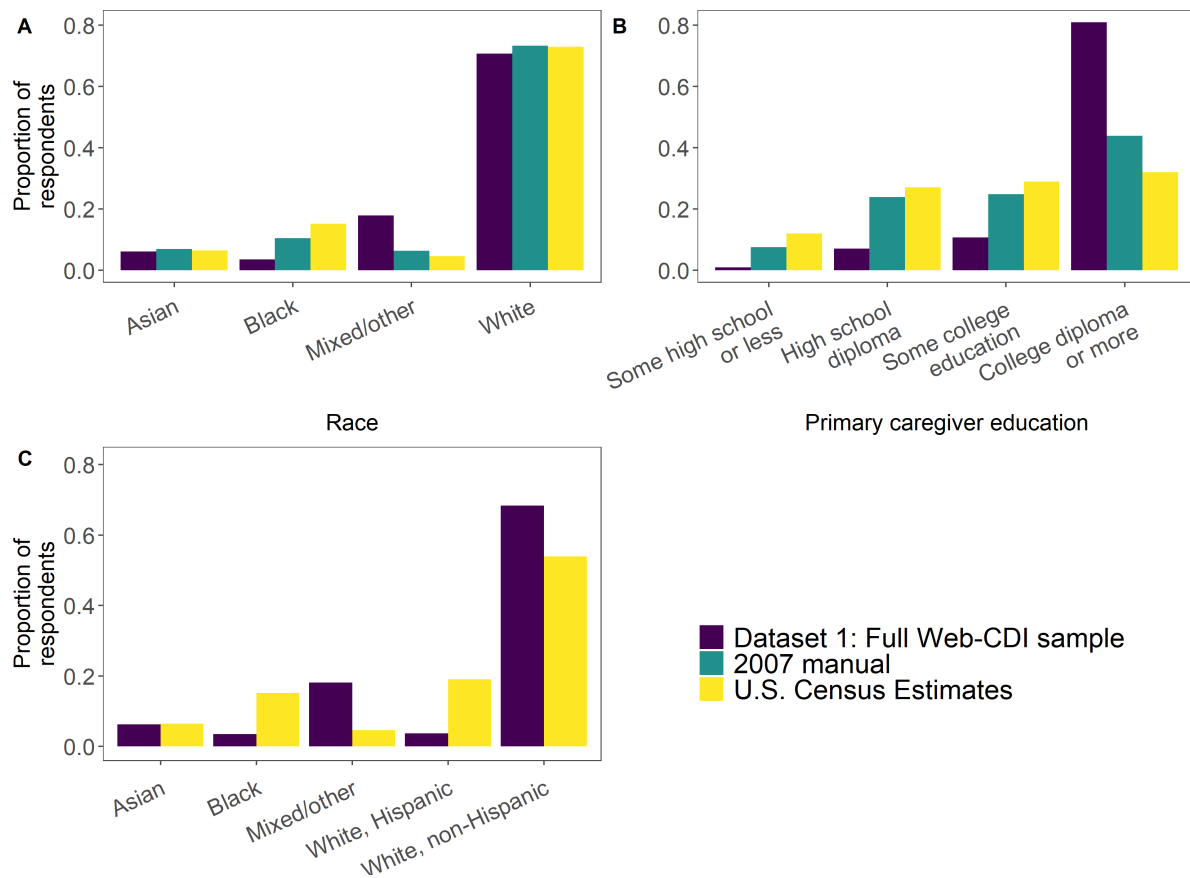 A
Proportion of
respondents
0.8
0.6
0.4
0.2
0.0
Asian
Black
Mixed/other
White
Race
B
0.8
0.6
0.4
0.2
0.0
Some high school
or less
High school
diploma
Some college
education
College diploma
or more
Primary caregiver education
C
Proportion of
respondents
0.8
0.6
0.4
0.2
0.0
Asian
Black
Mixed/other
White, Hispanic
White, non-Hispanic
Dataset 1: Full Web-CDI sample
2007 manual
U.S. Census Estimates